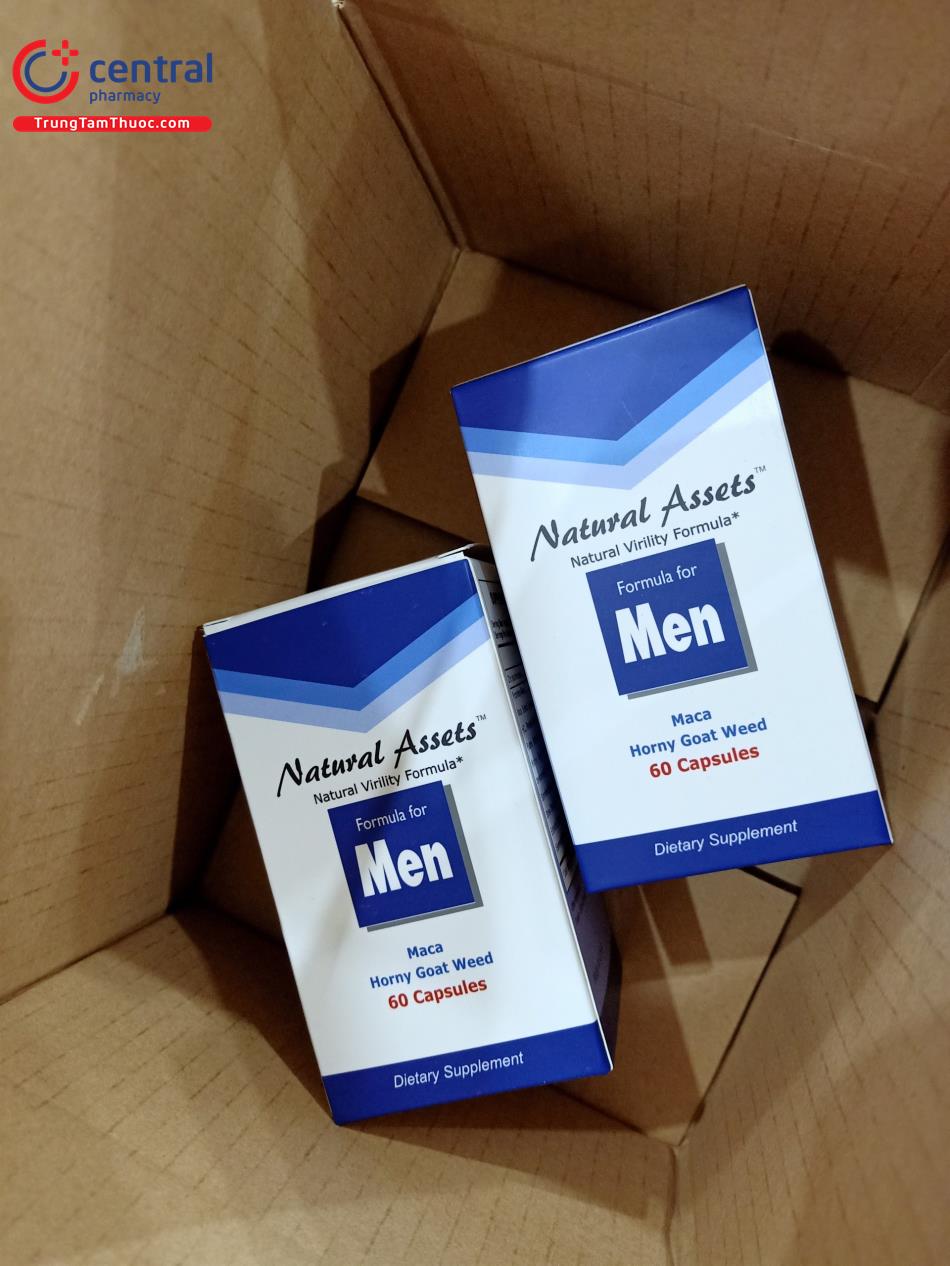 central
pharmacy
TrungTamThuoc.com
Natural Assets™
Natural Virility Formula*
Formula for
Men
Maca
Horny Goat Weed
60 Capsules
Dietary Supplement
Natural Assets™
Natural Virility Formula*
Formula for
Men
Maca
Horny Goat Weed
60 Capsules
Dietary Supplement